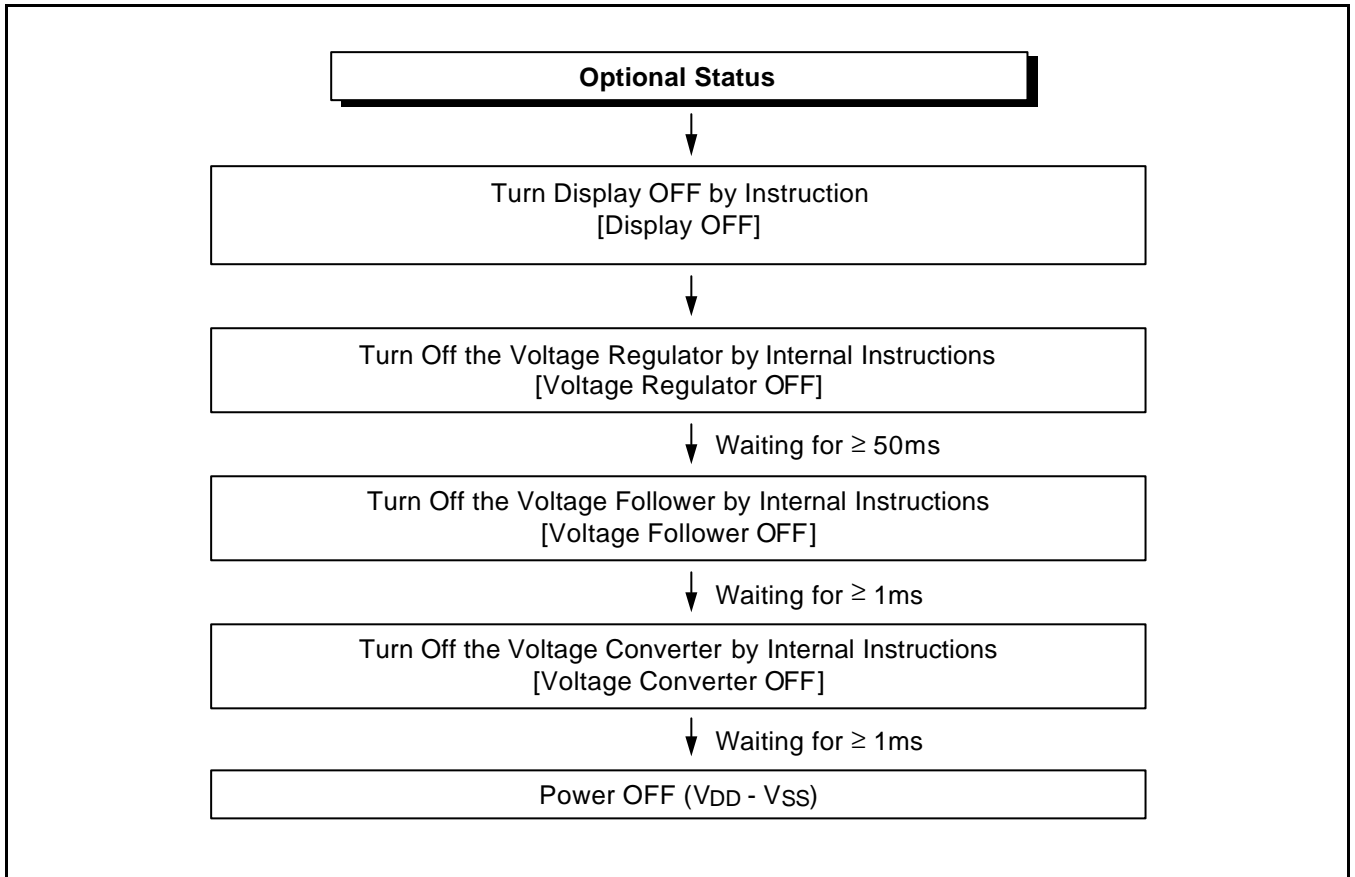 Optional Status
Turn Display OFF by Instruction
[Display OFF]
Turn Off the Voltage Regulator by Internal Instructions
[Voltage Regulator OFF]
Waiting for ≥ 50ms
Turn Off the Voltage Follower by Internal Instructions
[Voltage Follower OFF]
Waiting for ≥ 1ms
Turn Off the Voltage Converter by Internal Instructions
[Voltage Converter OFF]
Waiting for ≥ 1ms
Power OFF (VDD - VSS)